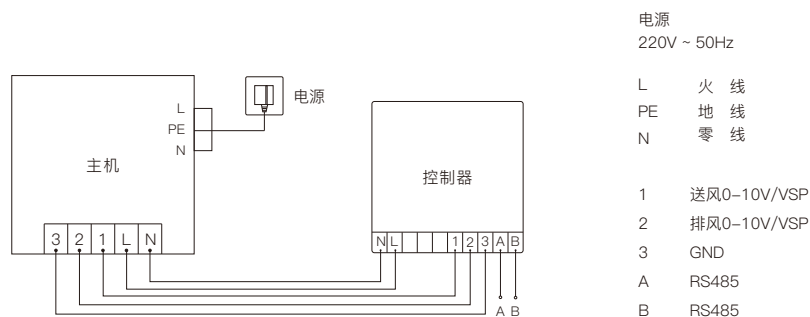 电源
220V ~ 50Hz
L 火 线
PE 地 线
N 零 线
1 送风0-10V/VSP
2 排风0-10V/VSP
3 GND
A RS485
B RS485
电源
L
PE
N
主机
3 2 1 L N
控制器
N L 1 2 3 A B
A B